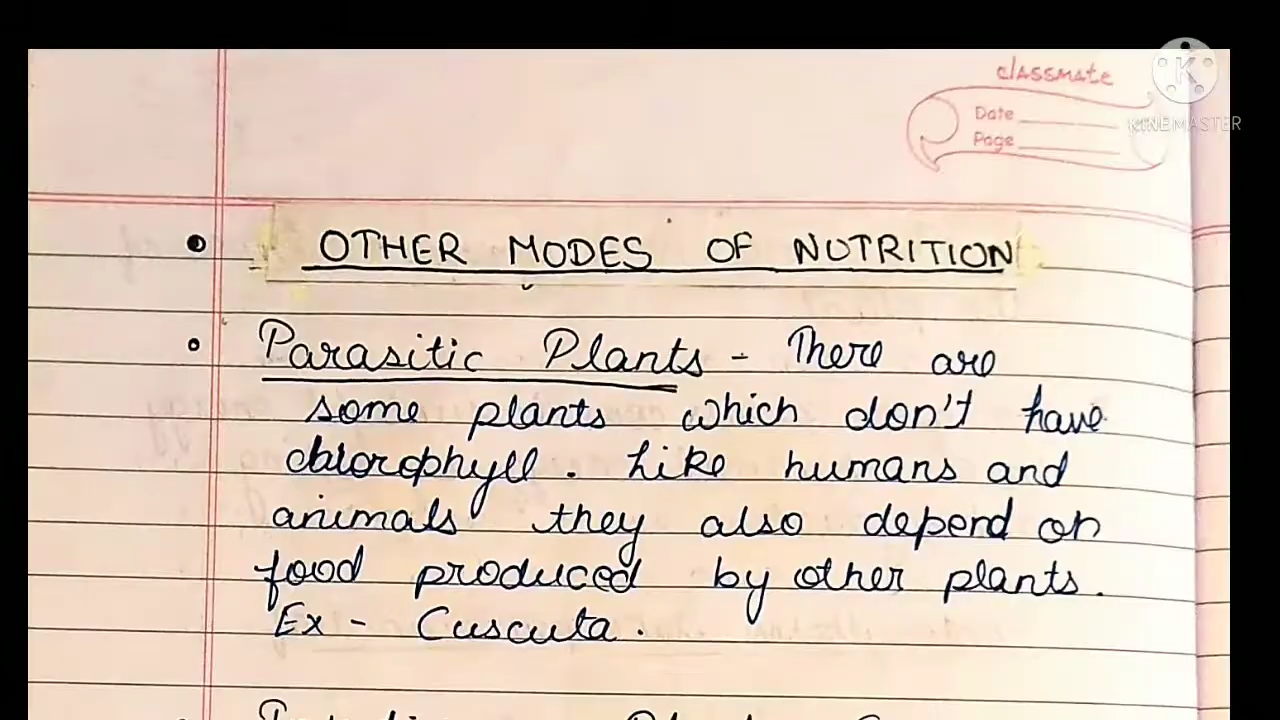 classmate
Date
Page
KINEMASTER
• OTHER MODES OF NUTRITION
Parasitic Plants - There are
some plants which don't have
chlorophyll. Like humans and
animals they also depend on
food produced by other plants.
Ex - Cuscuta.